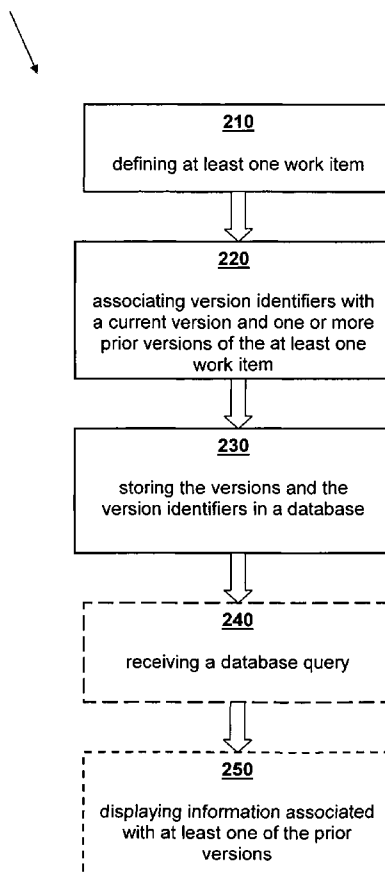 210
defining at least one work item
220
associating version identifiers with
a current version and one or more
prior versions of the at least one
work item
230
storing the versions and the
version identifiers in a database
240
receiving a database query
250
displaying information associated
with at least one of the prior
versions